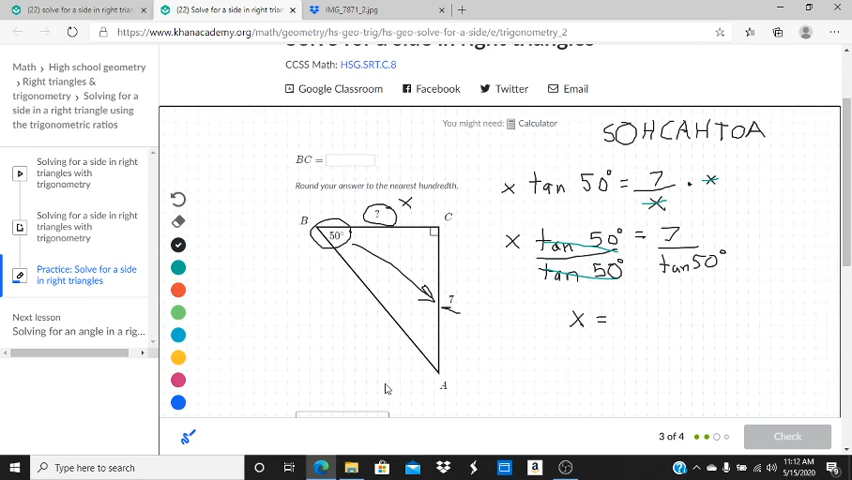 (22) solve for a side in right trian
(22) Solve for a side in right trian
IMG_7871_2.jpg
https://www.khanacademy.org/math/geometry/hs-geo-trig/hs-geo-solve-for-a-side/e/trigonometry_2
Solve for a side in right triangles
CCSS Math: HSG.SRT.C.8
Google Classroom Facebook Twitter Email
Math > High school geometry
> Right triangles &
trigonometry > Solving for a
side in a right triangle using
the trigonometric ratios
Solving for a side in right
triangles with
trigonometry
Solving for a side in right
triangles with
trigonometry
Practice: Solve for a side in
right triangles
Next lesson
Solving for an angle in a rig...
You might need: Calculator
SOHCAHTOA
BC =
Round your answer to the nearest hundredth.
x tan 50° = 7/x · x
? x
B C
50°
x tan 50°/tan 50° = 7/tan50°
7
x =
A
3 of 4
Check
Type here to search
a
11:12 AM
5/15/2020